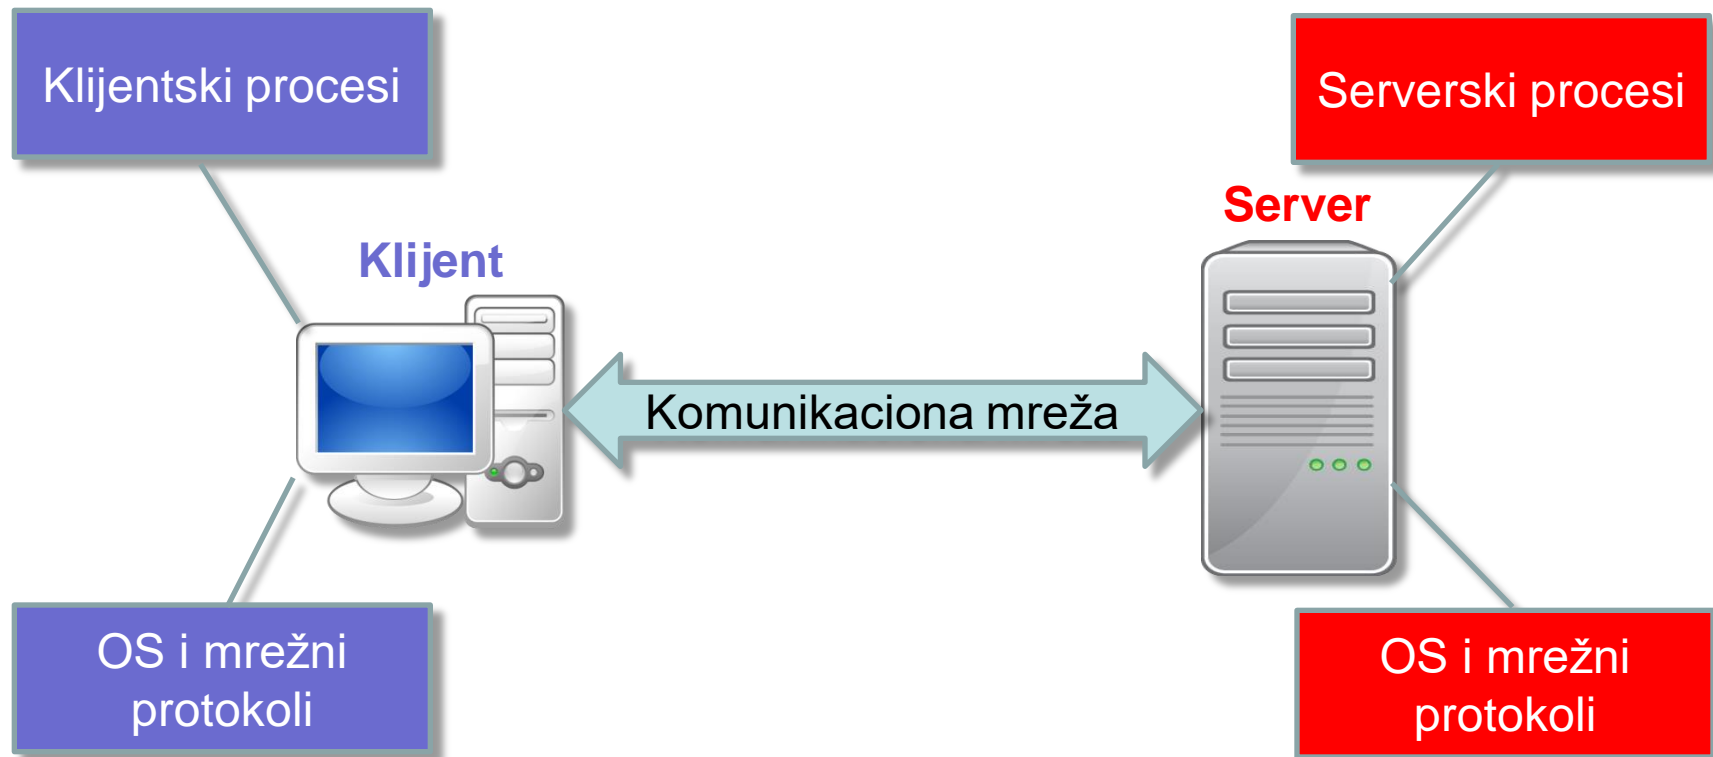 Klijentski procesi
Serverski procesi
Server
Klijent
Komunikaciona mreža
OS i mrežni
protokoli
OS i mrežni
protokoli